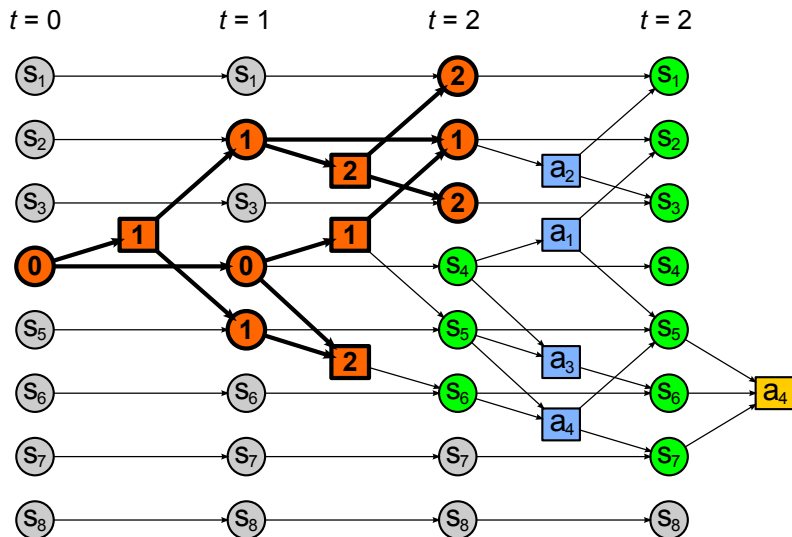 t = 0 t = 1 t = 2 t = 2
s1 s1 2 s1
s2 1 1 s2
2 a2
s3 s3 2 s3
1 1 a1
0 0 s4 s4
s5 1 s5 s5
2 a3
s6 s6 s6 s6 a4
a4
s7 s7 s7 s7
s8 s8 s8 s8